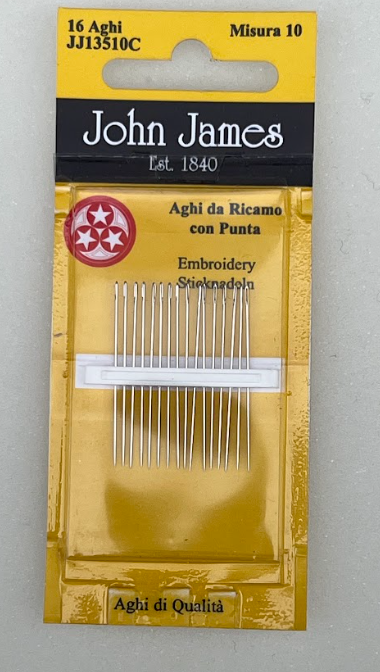 16 Aghi
JJ13510C
Misura 10
John James
Est. 1840
Aghi da Ricamo
con Punta
Embroidery
Sticknadeln
Aghi di Qualità